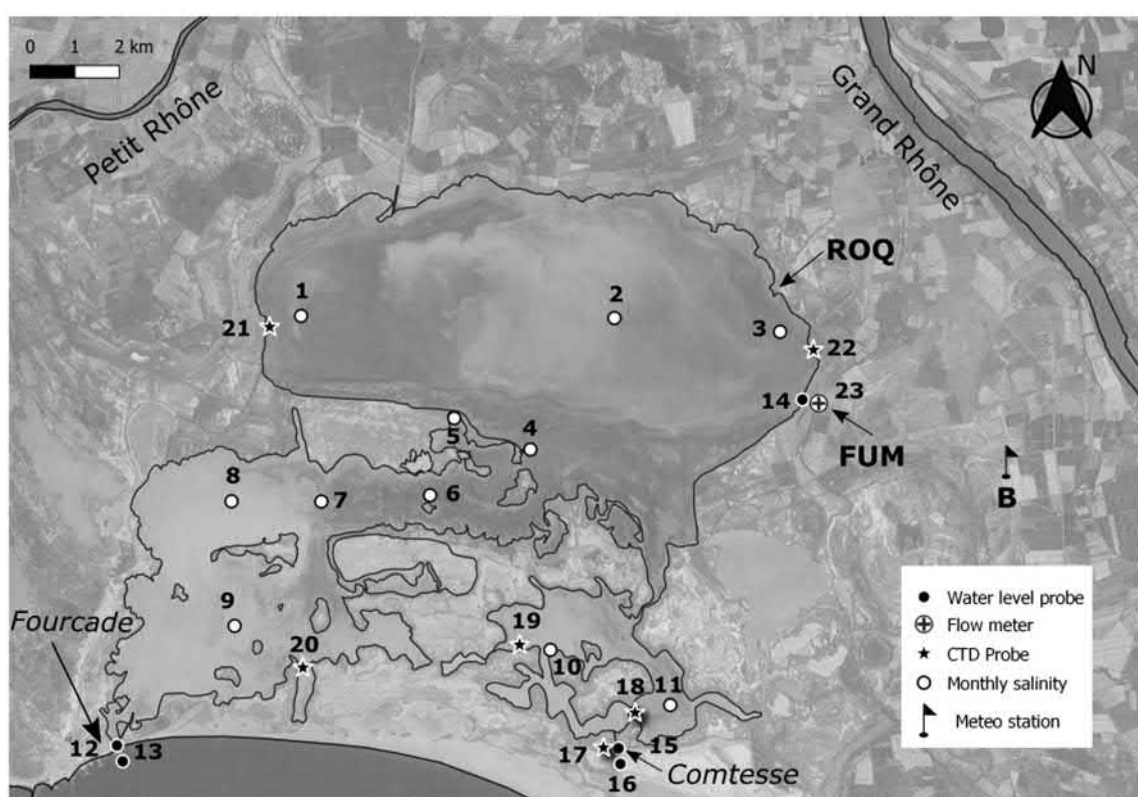 0 1 2 km
N
Petit Rhône
Grand Rhône
ROQ
1
2
3
21
22
14
23
5
4
FUM
B
8
7
6
9
Fourcade
20
19
10
18
11
12
13
17
15
16
Comtesse
Water level probe
Flow meter
CTD Probe
Monthly salinity
Meteo station